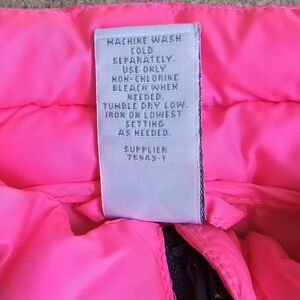 MACHINE WASH
COLD
SEPARATELY.
USE ONLY
NON-CHLORINE
BLEACH WHEN
NEEDED.
TUMBLE DRY LOW.
IRON ON LOWEST
SETTING
AS NEEDED.
SUPPLIER
75943-1